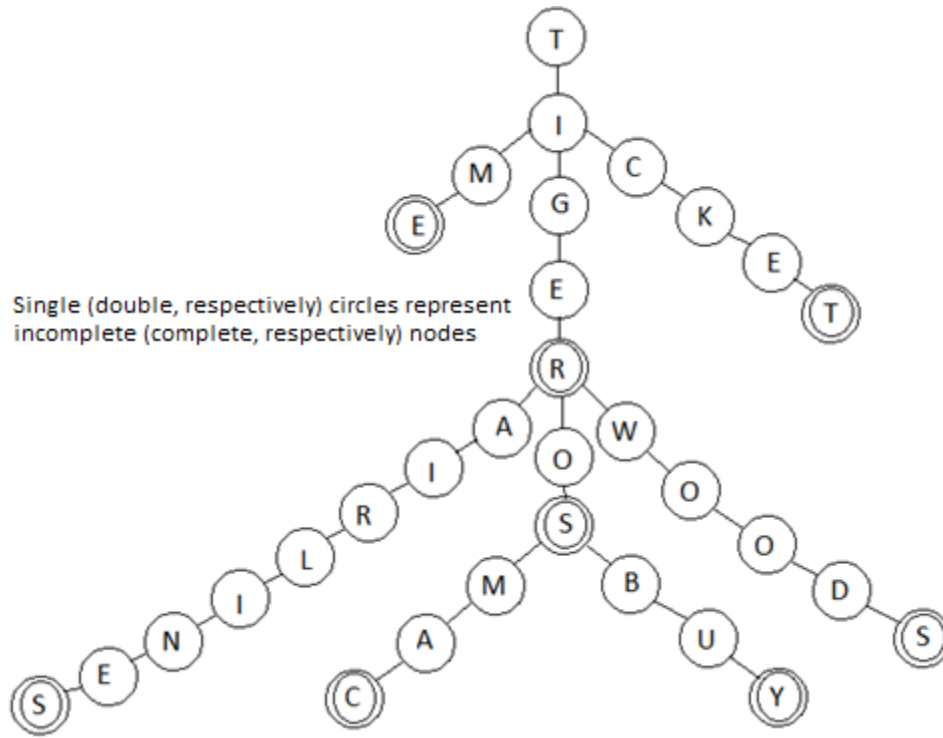 T
I
M
C
E
G
K
E
E
T
Single (double, respectively) circles represent
incomplete (complete, respectively) nodes
R
A
W
I
O
O
R
S
O
L
M
B
D
I
N
A
U
S
E
S
C
Y